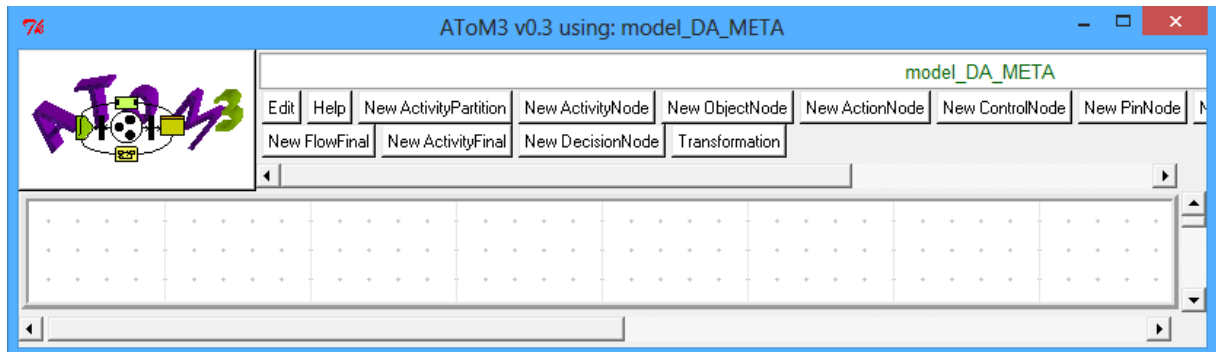 AToM3 v0.3 using: model_DA_META
AToM3
model_DA_META
Edit Help New ActivityPartition New ActivityNode New ObjectNode New ActionNode New ControlNode New PinNode
New FlowFinal New ActivityFinal New DecisionNode Transformation